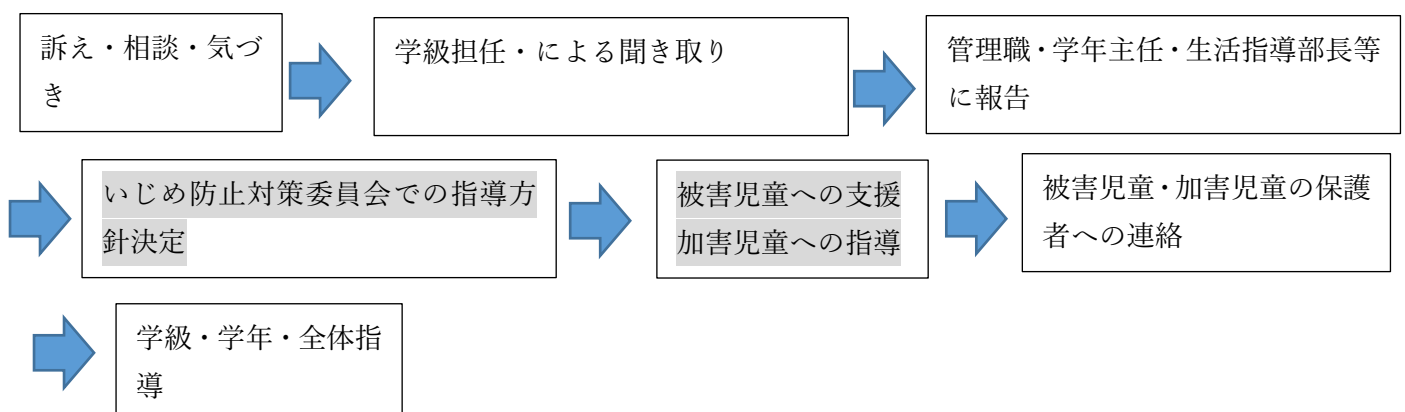 訴え・相談・気づ
き
学級担任・による聞き取り
管理職・学年主任・生活指導部長等
に報告
いじめ防止対策委員会での指導方
針決定
被害児童への支援
加害児童への指導
被害児童・加害児童の保護
者への連絡
学級・学年・全体指
導